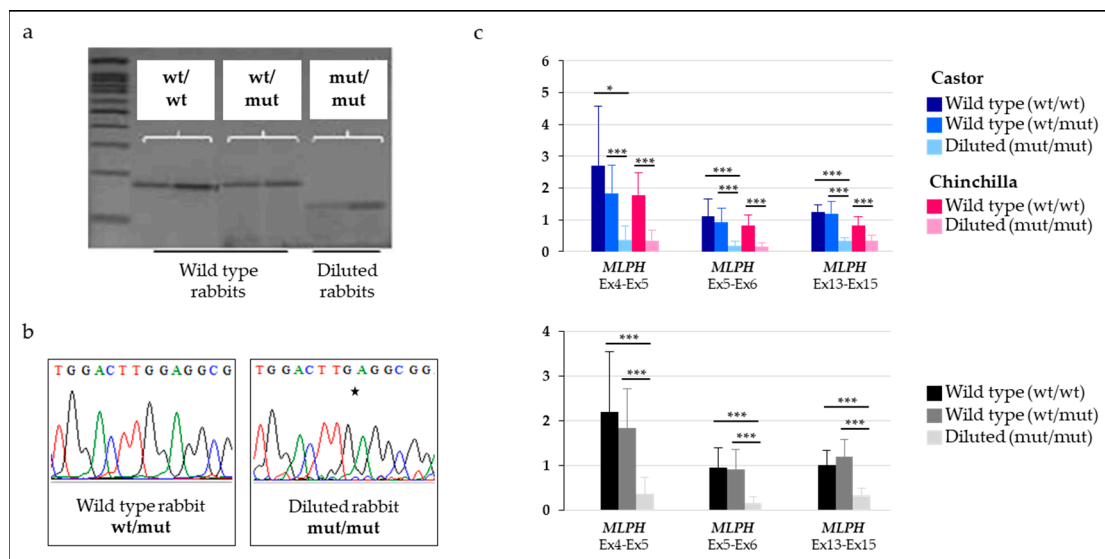 a
wt/
wt
wt/
mut
mut/
mut
Wild type
rabbits
Diluted
rabbits
b
T G G A C T T G G A G G C G
★
T G G A C T T G A G G C G G
Wild type rabbit
wt/mut
Diluted rabbit
mut/mut
c
6
5
4
3
2
1
0
*
***
***
***
***
***
***
***
***
MLPH
Ex4-Ex5
MLPH
Ex5-Ex6
MLPH
Ex13-Ex15
Castor
Wild type (wt/wt)
Wild type (wt/mut)
Diluted (mut/mut)
Chinchilla
Wild type (wt/wt)
Diluted (mut/mut)
4
3
2
1
0
***
***
***
***
***
***
MLPH
Ex4-Ex5
MLPH
Ex5-Ex6
MLPH
Ex13-Ex15
Wild type (wt/wt)
Wild type (wt/mut)
Diluted (mut/mut)